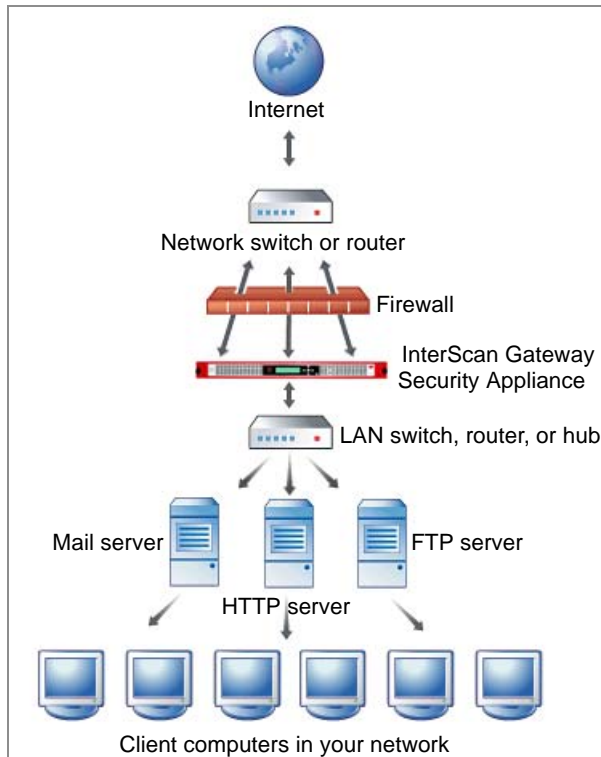 Internet
Network switch or router
Firewall
InterScan Gateway
Security Appliance
LAN switch, router, or hub
Mail server
FTP server
HTTP server
Client computers in your network